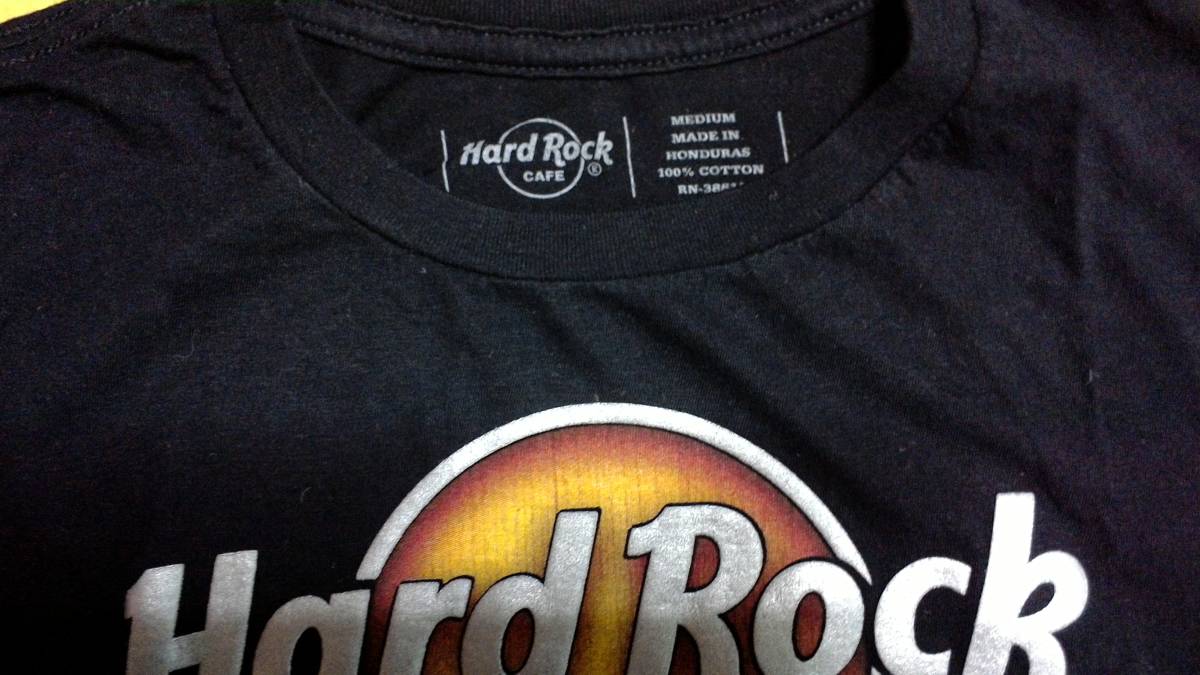 Hard Rock
CAFE ®
MEDIUM
MADE IN
HONDURAS
100% COTTON
Hard Rock